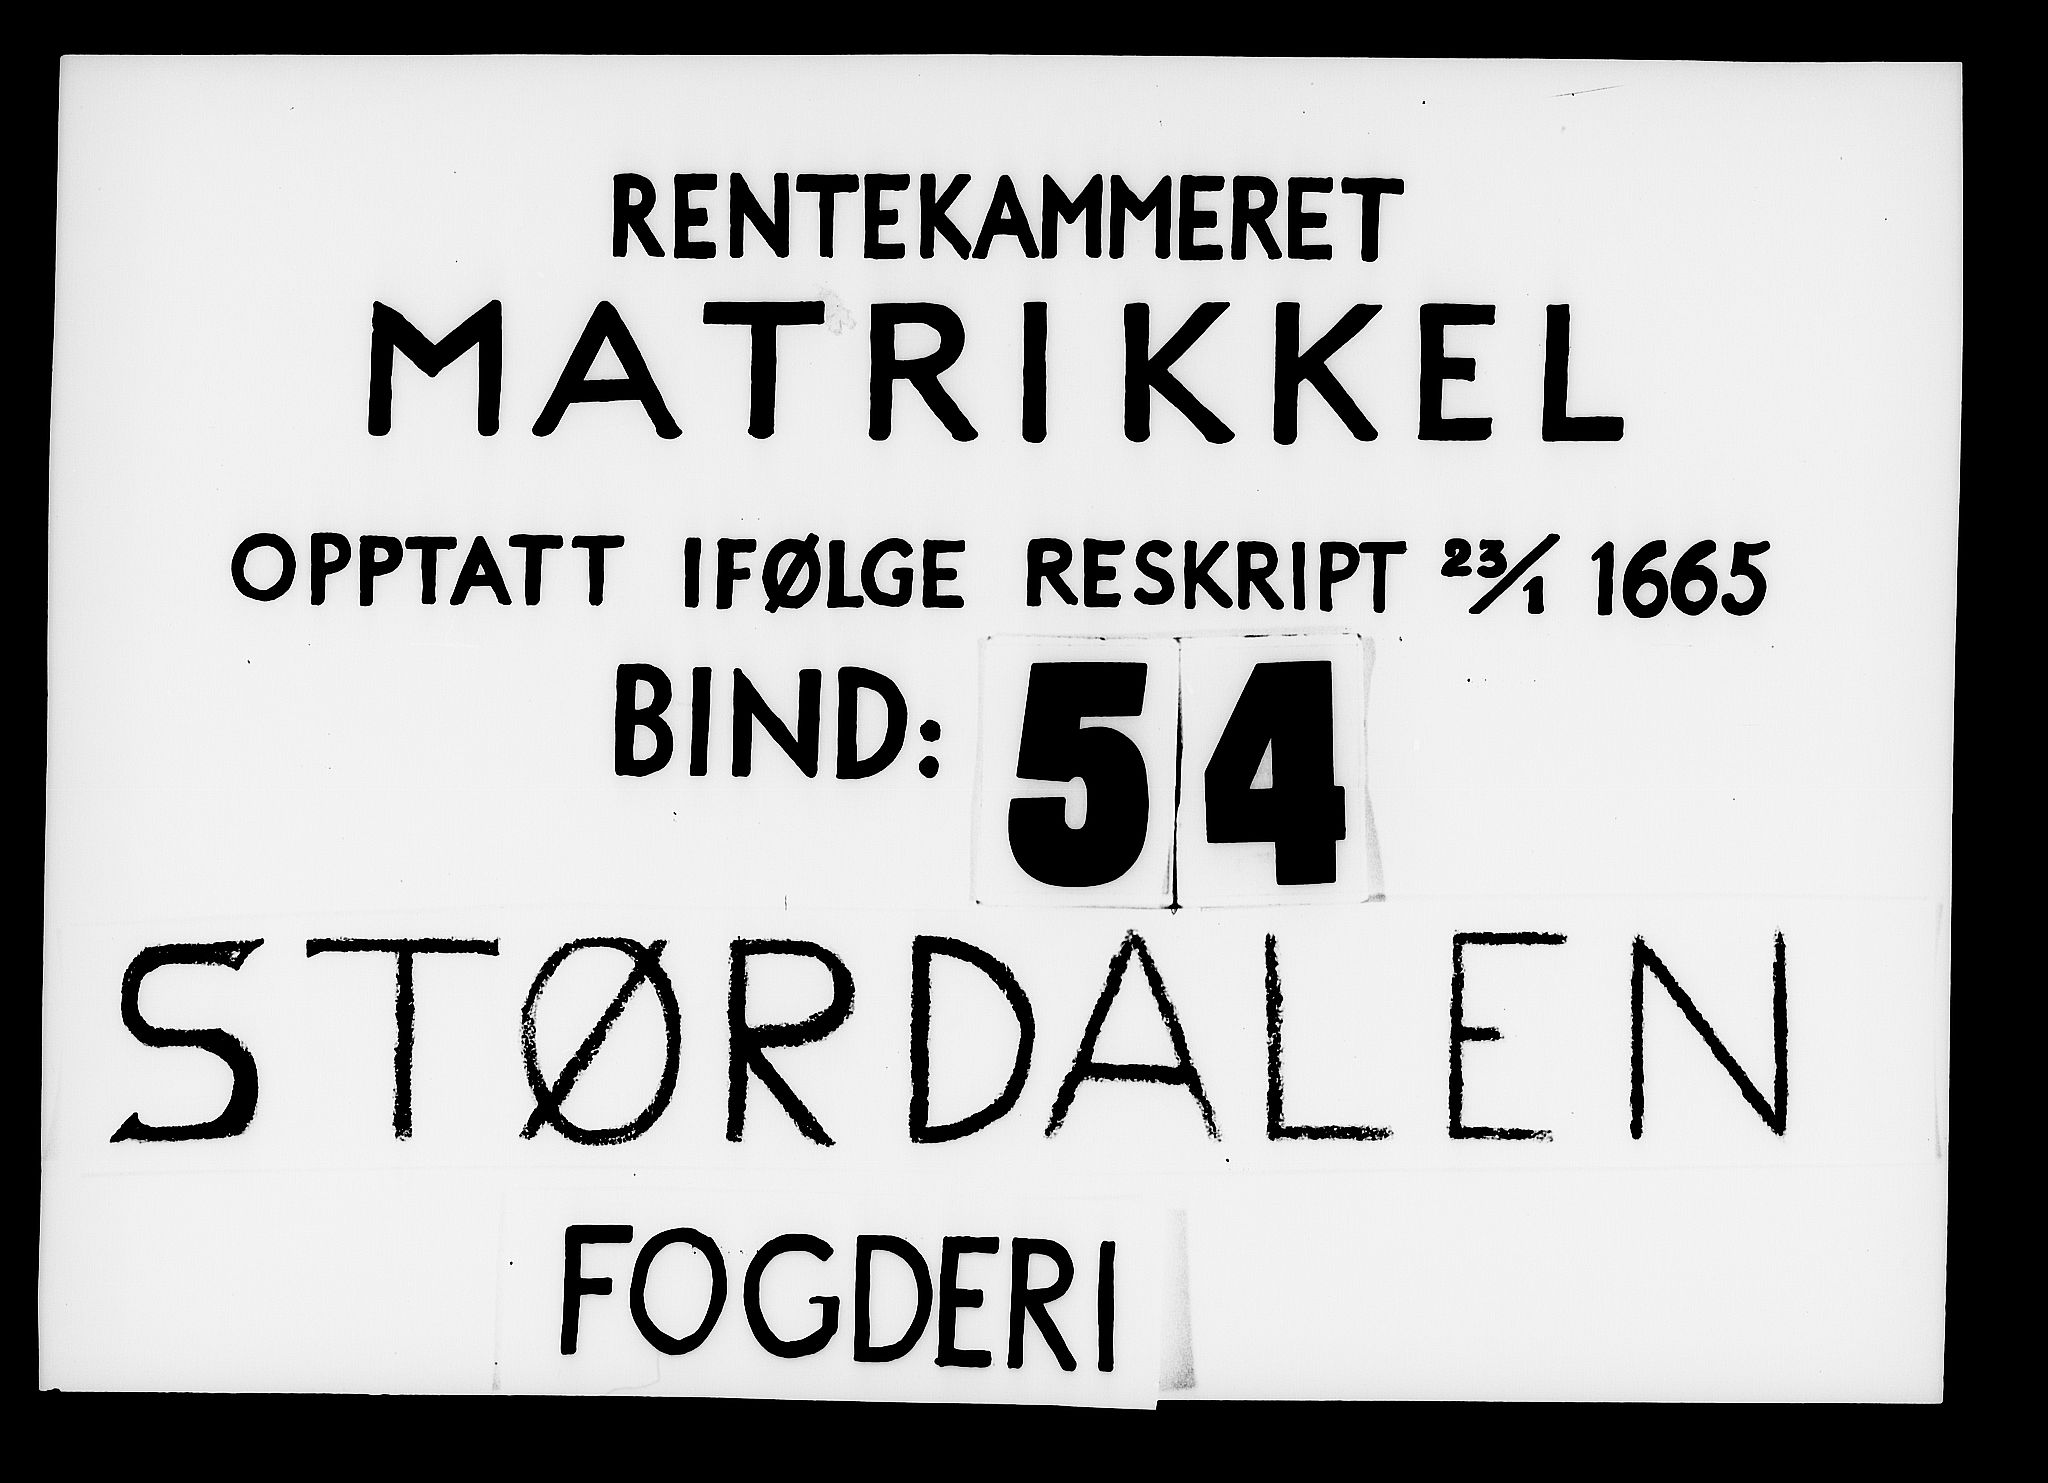 RENTEKAMMERET
MATRIKKEL
OPPTATT IFØLGE RESKRIPT 23/1 1665
BIND: 54
STØRDALEN
FOGDERI